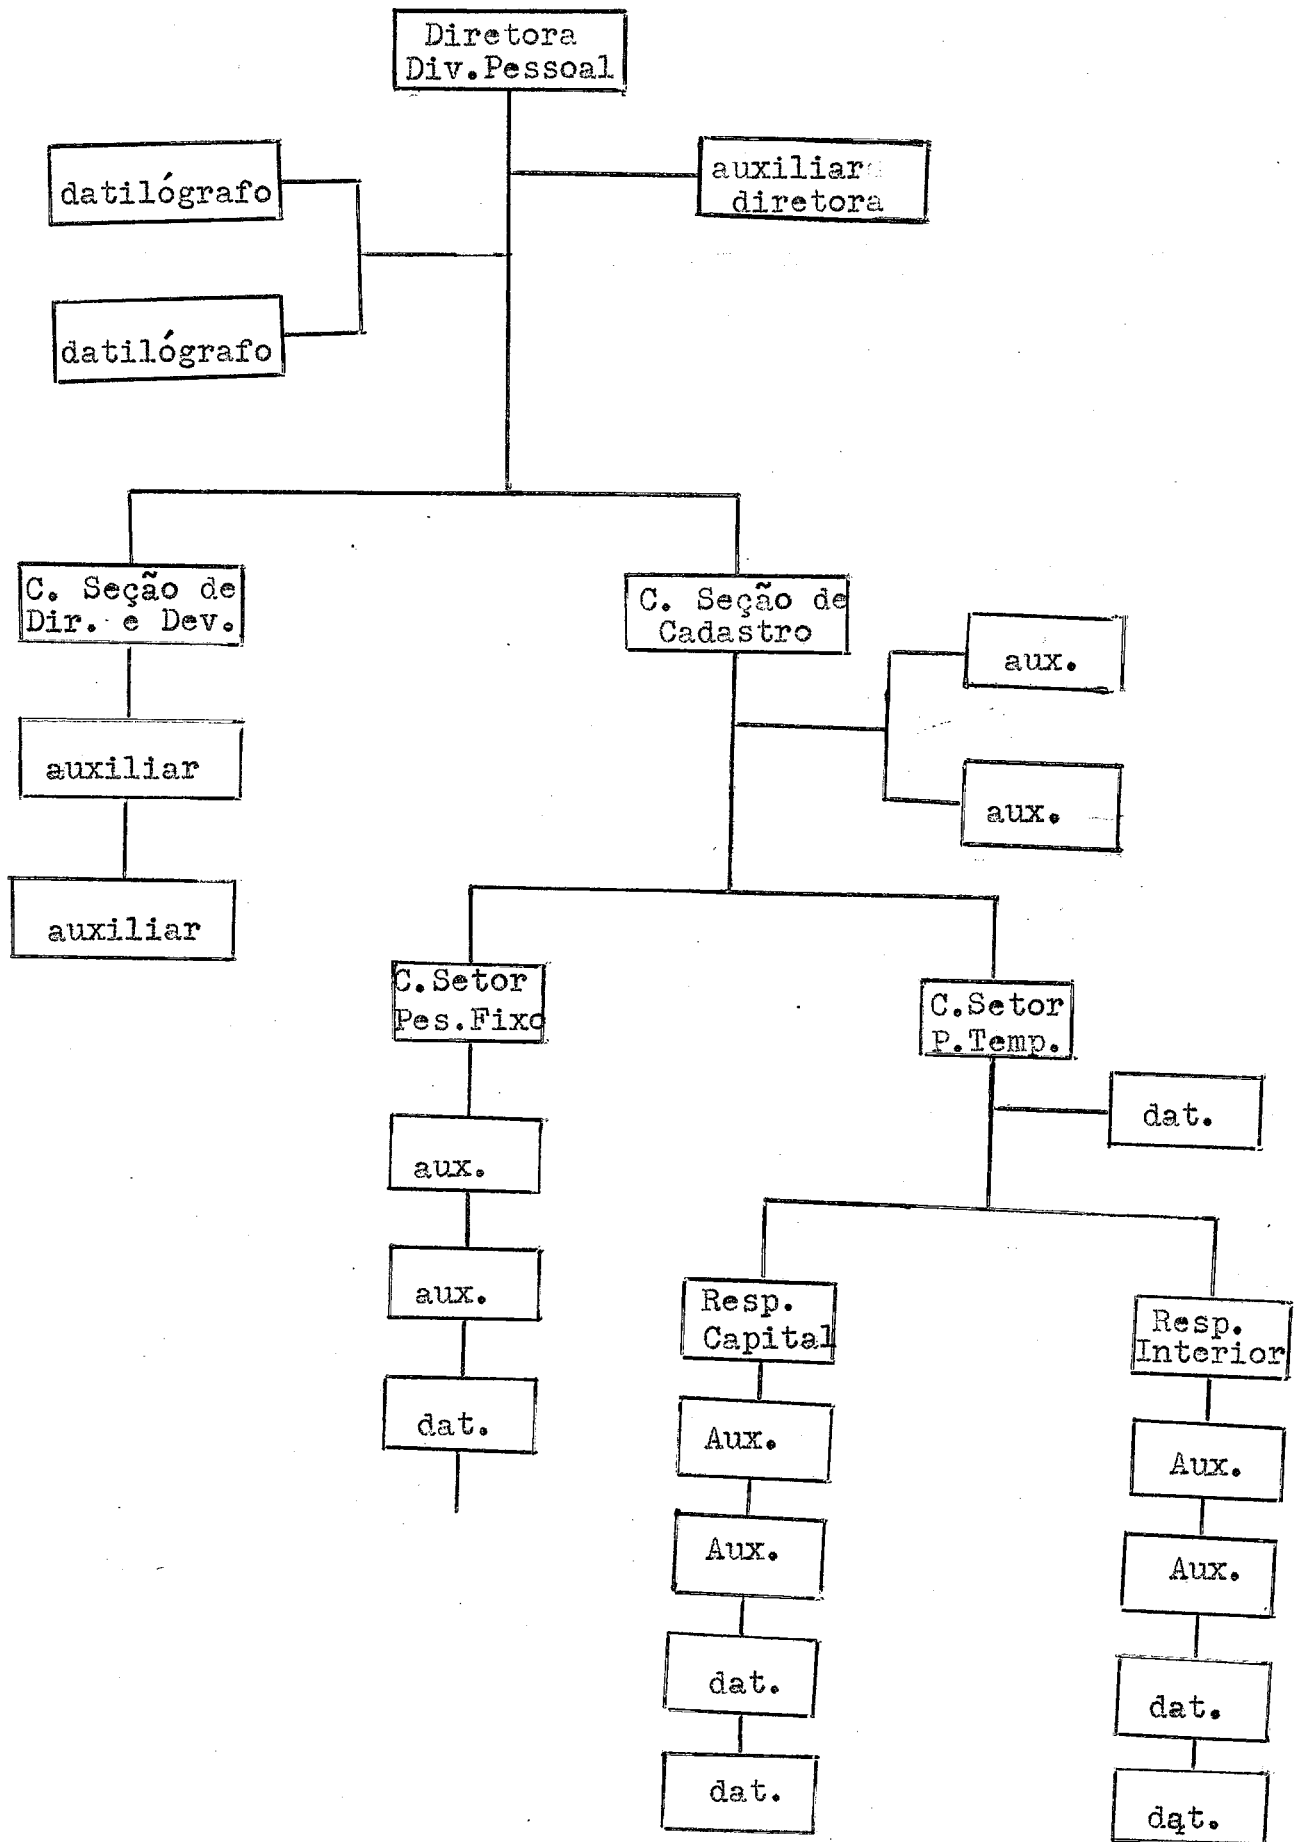 Diretora
Div.Pessoal
datilógrafo
auxiliar
diretora
datilógrafo
C. Seção de
Dir. e Dev.
C. Seção de
Cadastro
aux.
auxiliar
aux.
auxiliar
C.Setor
Pes.Fixo
C.Setor
P.Temp.
dat.
aux.
aux.
dat.
Resp.
Capital
Resp.
Interior
Aux.
Aux.
Aux.
Aux.
dat.
dat.
dat.
dat.